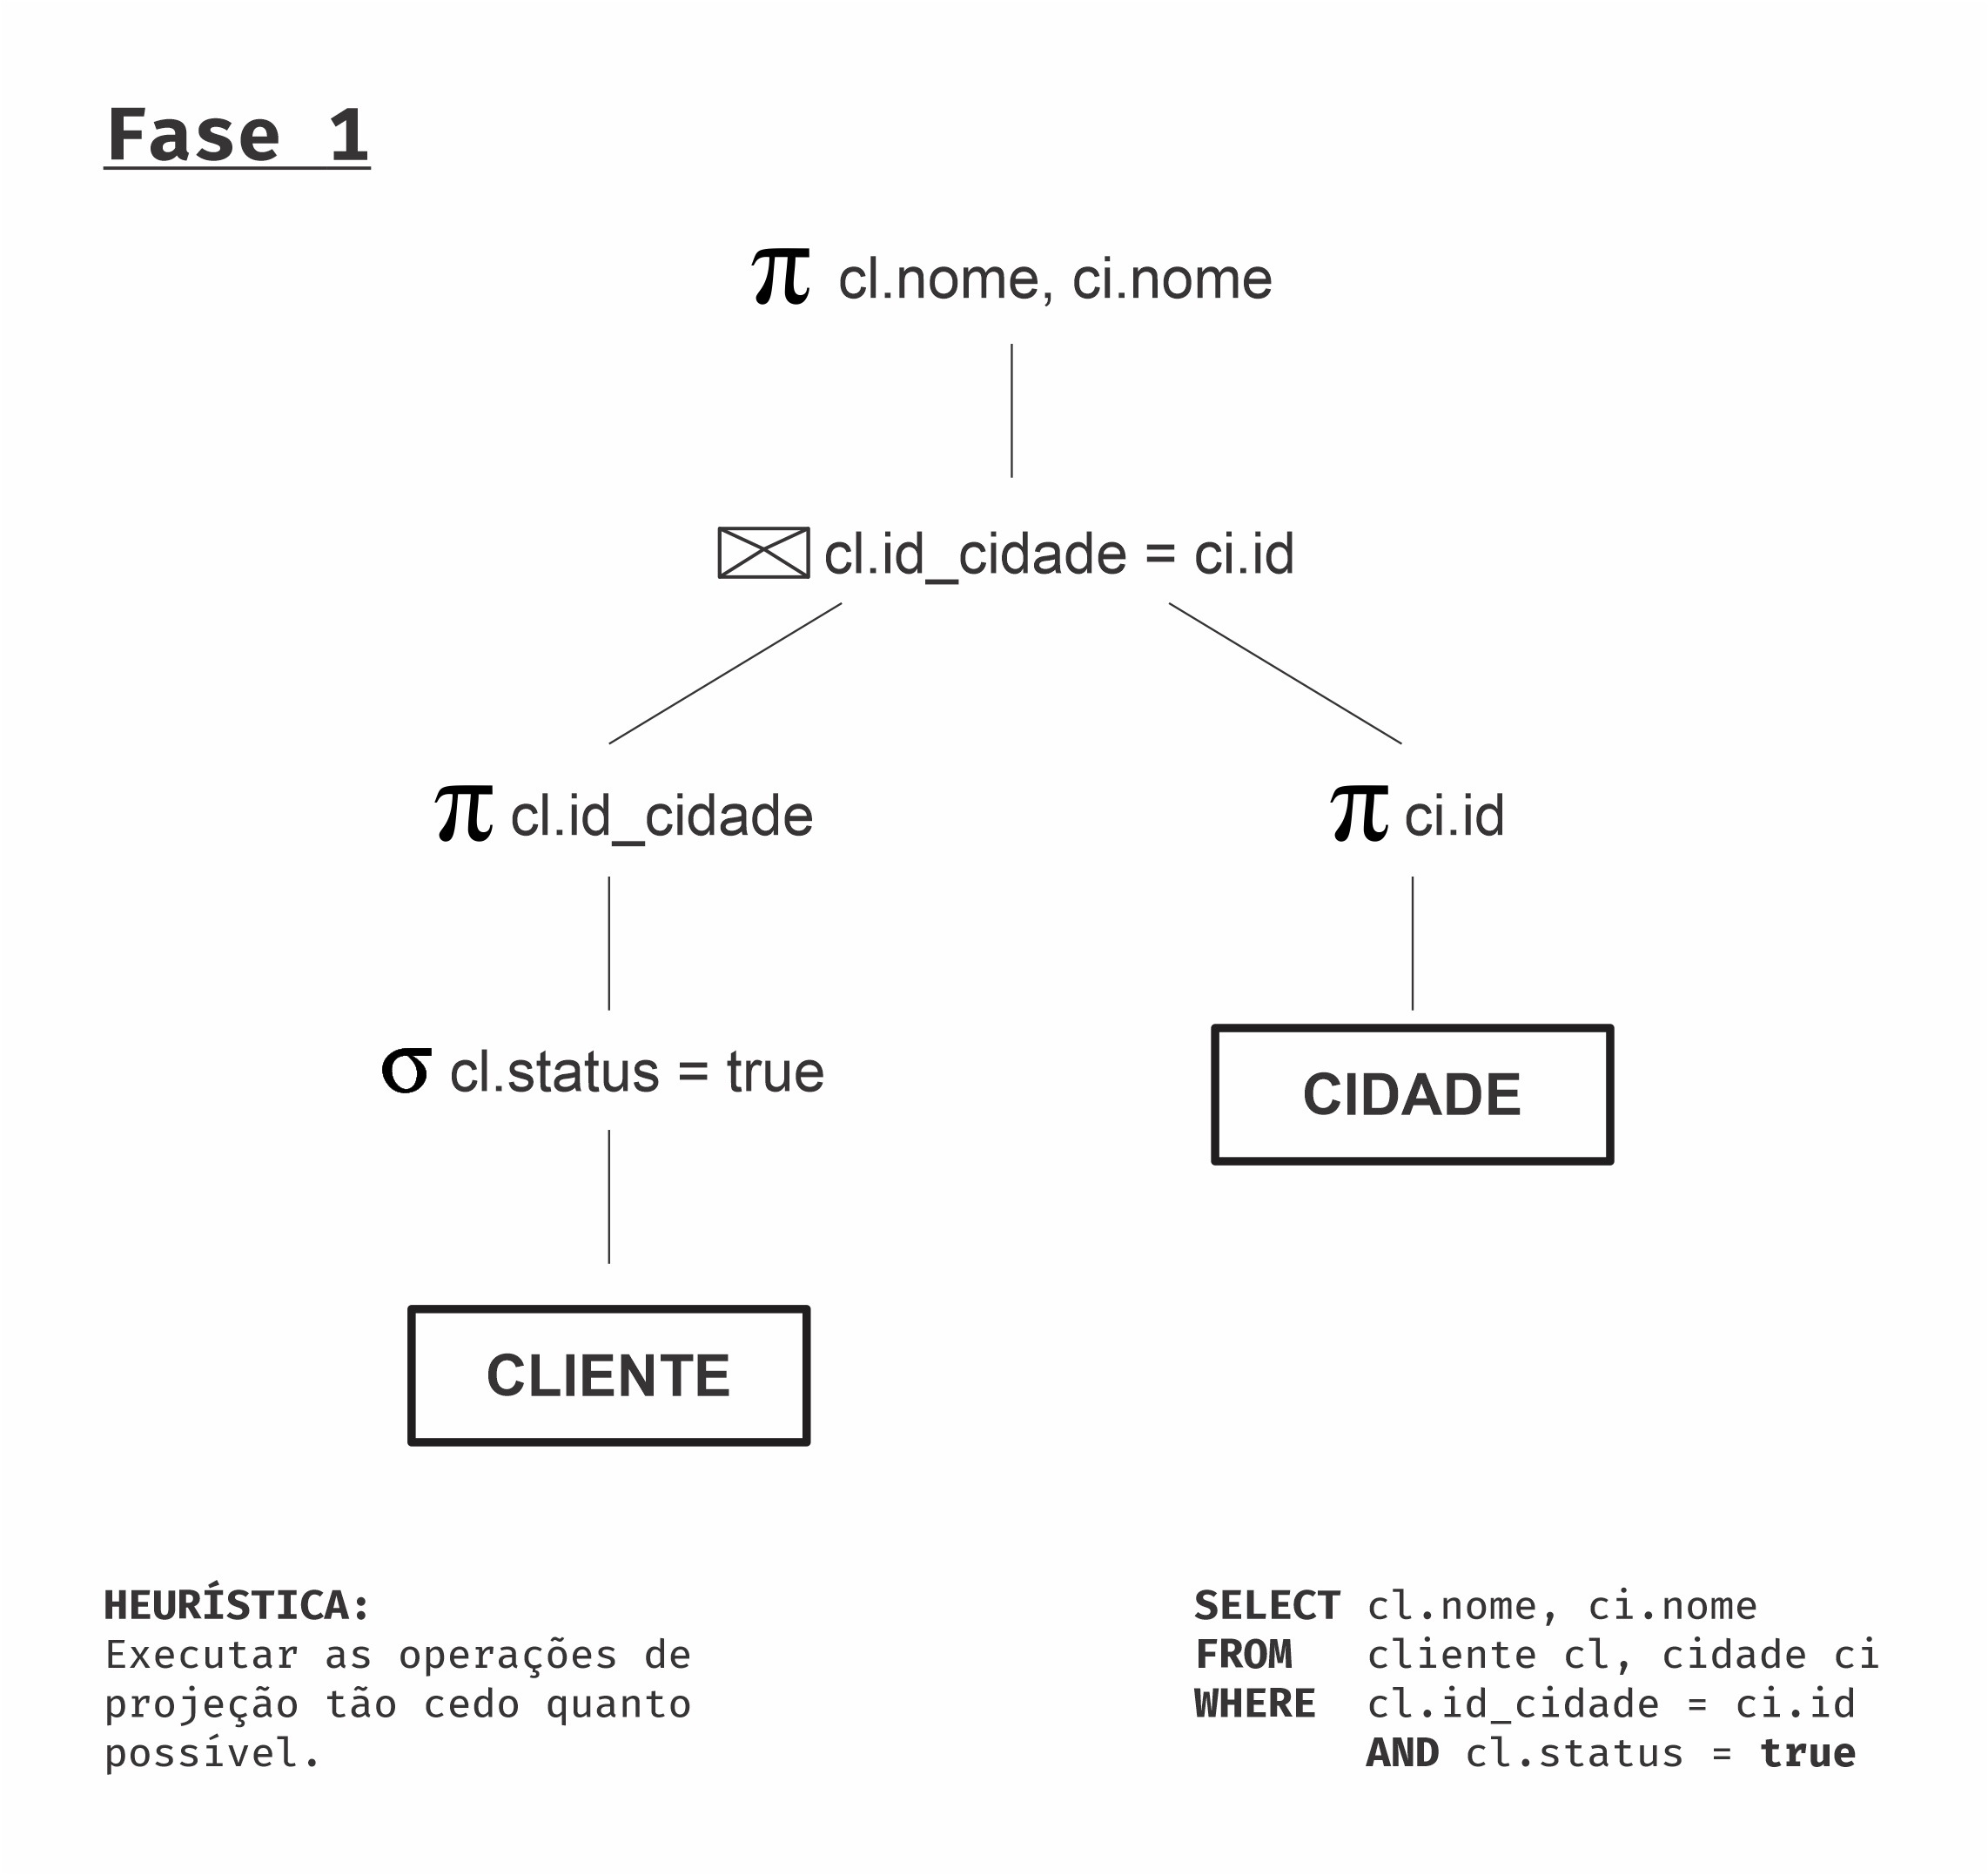 Fase 1
π cl.nome, ci.nome
cl.id_cidade = ci.id
π cl.id_cidade
π ci.id
σ cl.status = true
CIDADE
CLIENTE
HEURÍSTICA:
Executar as operações de
projeção tão cedo quanto
possível.
SELECT cl.nome, ci.nome
FROM cliente cl, cidade ci
WHERE cl.id_cidade = ci.id
AND cl.status = true